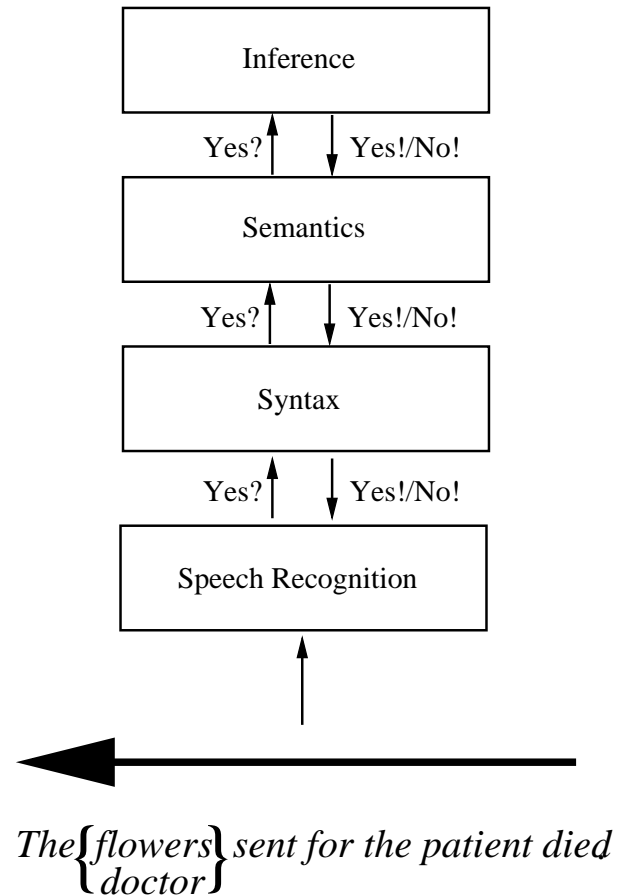 Inference
Yes? Yes!/No!
Semantics
Yes? Yes!/No!
Syntax
Yes? Yes!/No!
Speech Recognition
The {flowers} sent for the patient died.
{doctor}